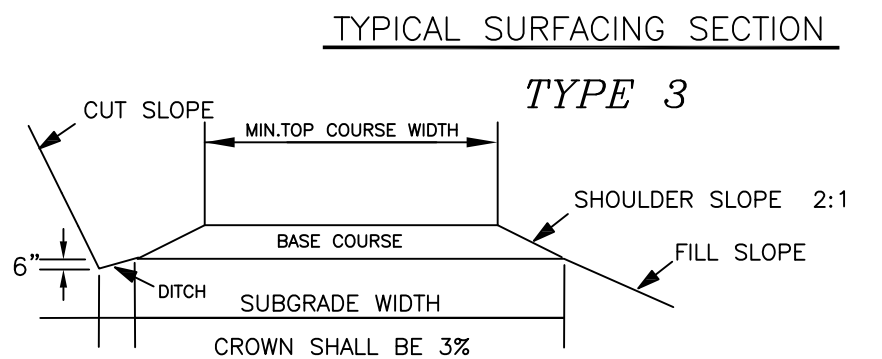 TYPICAL SURFACING SECTION
TYPE 3
CUT SLOPE
MIN.TOP COURSE WIDTH
SHOULDER SLOPE 2:1
BASE COURSE
FILL SLOPE
6"
DITCH
SUBGRADE WIDTH
CROWN SHALL BE 3%